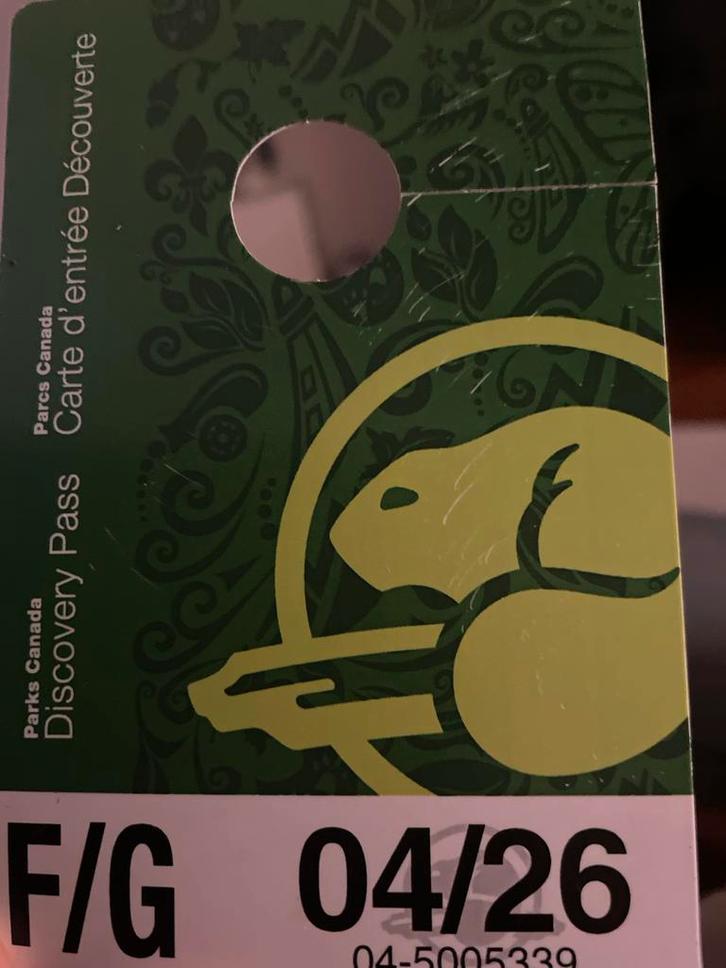 Parks Canada
Discovery Pass
Parcs Canada
Carte d'entrée Découverte
F/G
04/26
04-5005339